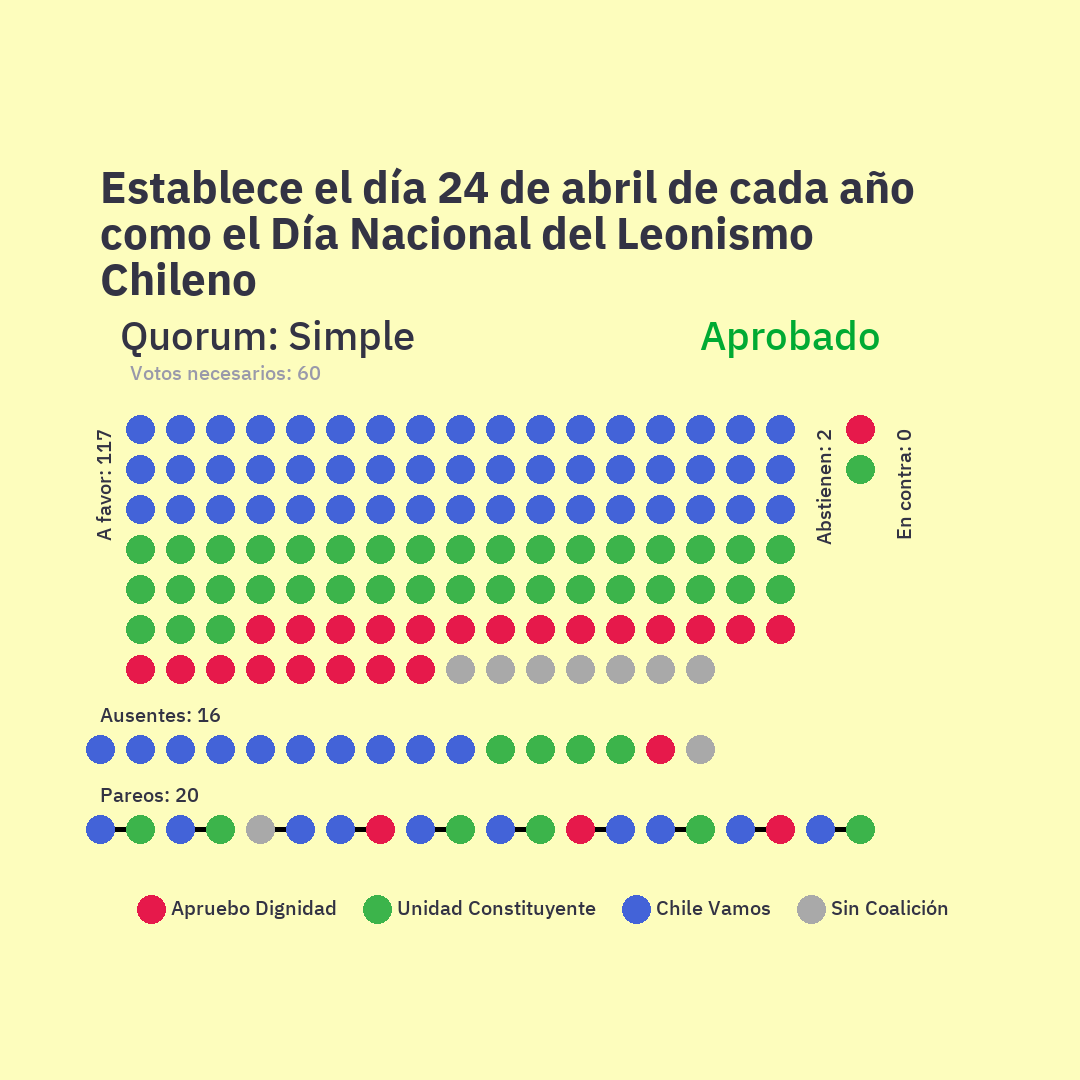 Establece el día 24 de abril de cada año
como el Día Nacional del Leonismo
Chileno
Quorum: Simple
Aprobado
Votos necesarios: 60
A favor: 117
Abstienen: 2
En contra: 0
Ausentes: 16
Pareos: 20
Apruebo Dignidad
Unidad Constituyente
Chile Vamos
Sin Coalición